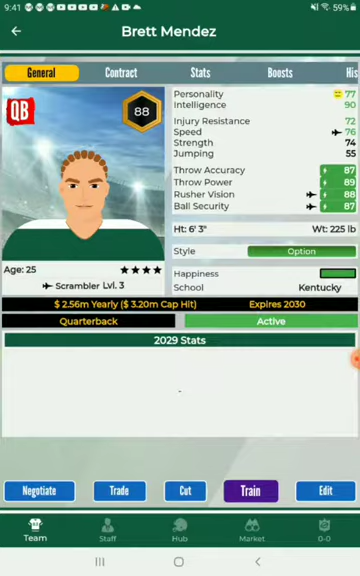 9:41
59%
Brett Mendez
General Contract Stats Boosts His
QB
88
Personality 77
Intelligence 90
Injury Resistance 72
Speed 76
Strength 74
Jumping 55
Throw Accuracy 87
Throw Power 89
Rusher Vision 88
Ball Security 87
Ht: 6' 3" Wt: 225 lb
Style Option
Age: 25
Scrambler Lvl. 3
Happiness
School Kentucky
$ 2.56m Yearly ($ 3.20m Cap Hit) Expires 2030
Quarterback Active
2029 Stats
-
Negotiate Trade Cut Train Edit
Team Staff Hub Market 0-0